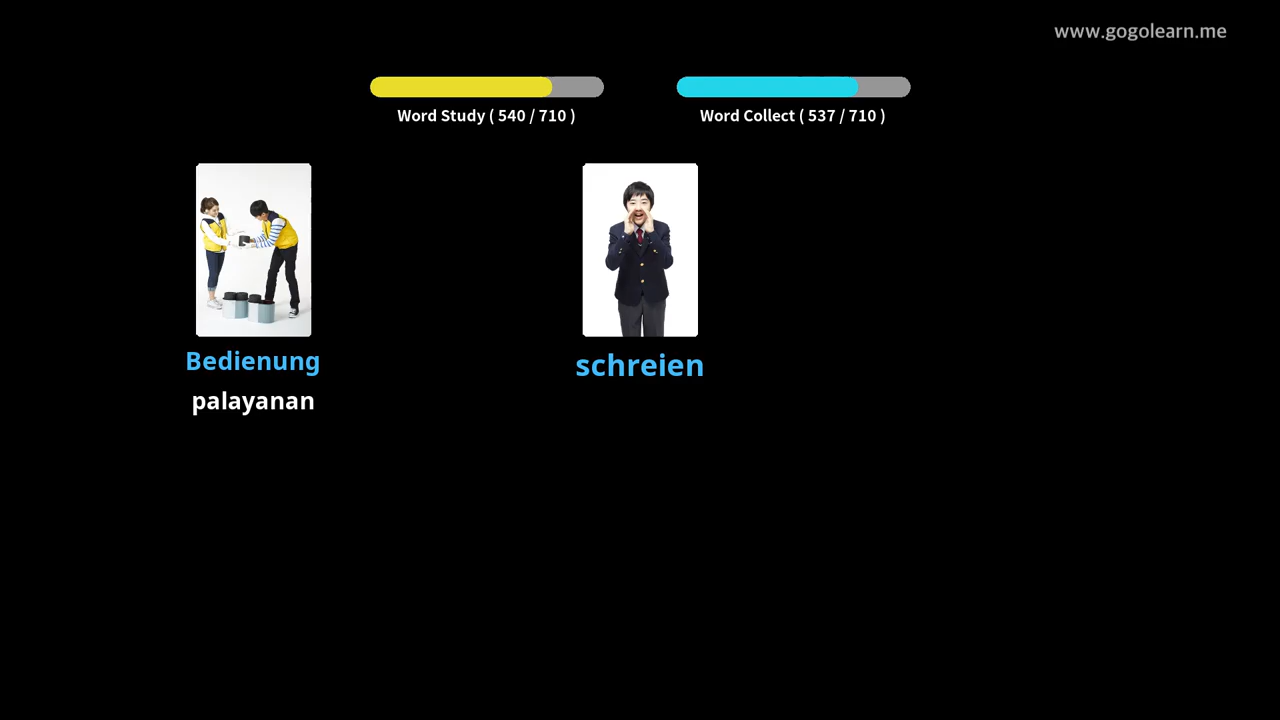 www.gogolearn.me
Word Study ( 540 / 710 )
Word Collect ( 537 / 710 )
Bedienung
palayanan
schreien